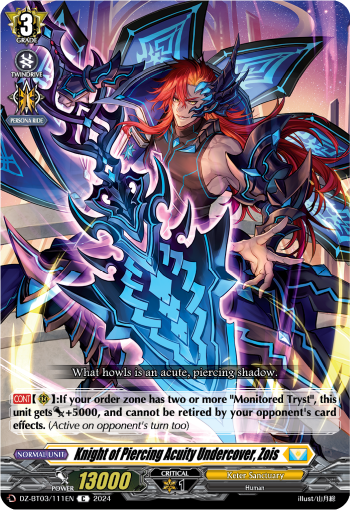 3
GRADE
TWINDRIVE
PERSONA RIDE
What howls is an acute, piercing shadow.
CONT【】:If your order zone has two or more "Monitored Tryst", this
unit gets +5000, and cannot be retired by your opponent's card
effects. (Active on opponent's turn too)
NORMAL UNIT
Knight of Piercing Acuity Undercover, Zois
POWER 13000
CRITICAL
1
Keter Sanctuary
Human
DZ-BT03/111EN C 2024
illust/山月総